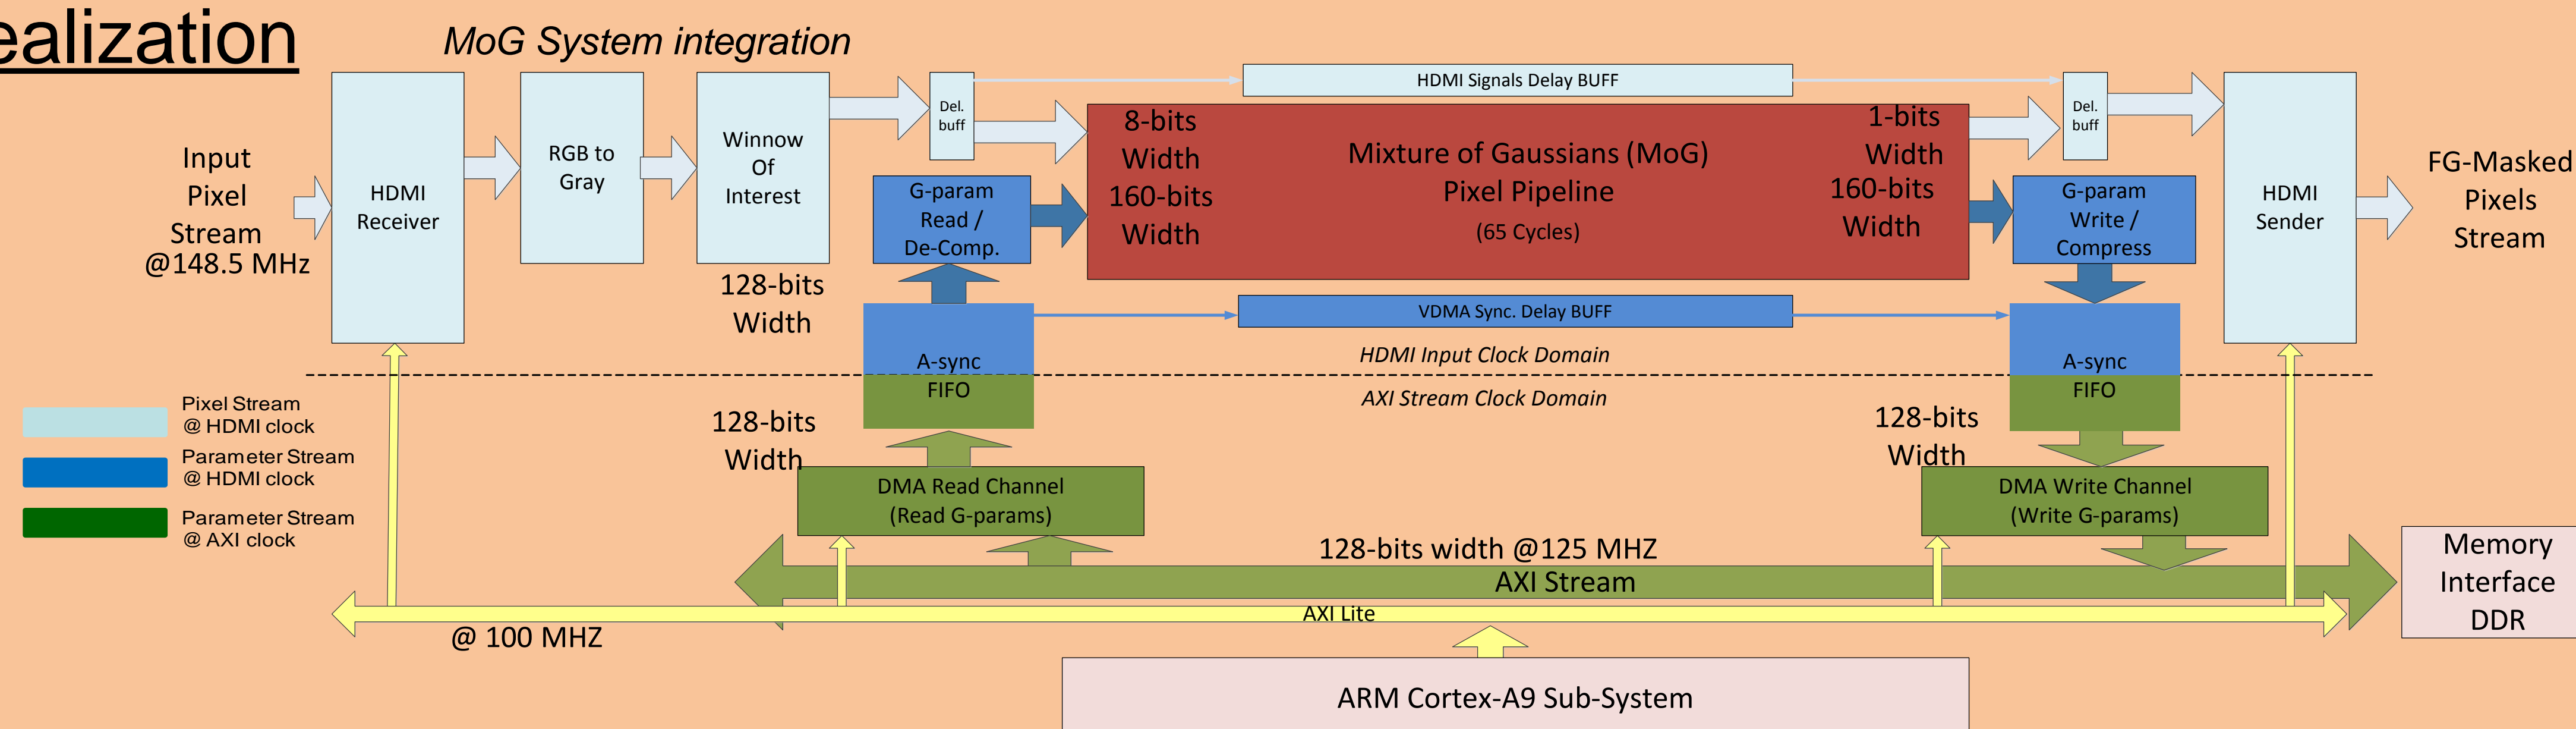 ealization
MoG System integration
Input
Pixel
Stream
@148.5 MHz
HDMI
Receiver
RGB to
Gray
Winnow
Of
Interest
Del.
buff
HDMI Signals Delay BUFF
8-bits
Width
160-bits
Width
Mixture of Gaussians (MoG)
Pixel Pipeline
(65 Cycles)
1-bits
Width
160-bits
Width
Del.
buff
HDMI
Sender
FG-Masked
Pixels
Stream
G-param
Read /
De-Comp.
G-param
Write /
Compress
128-bits
Width
VDMA Sync. Delay BUFF
A-sync
FIFO
HDMI Input Clock Domain
AXI Stream Clock Domain
A-sync
FIFO
Pixel Stream
@ HDMI clock
Parameter Stream
@ HDMI clock
Parameter Stream
@ AXI clock
128-bits
Width
DMA Read Channel
(Read G-params)
128-bits
Width
DMA Write Channel
(Write G-params)
128-bits width @125 MHZ
AXI Stream
AXI Lite
@ 100 MHZ
Memory
Interface
DDR
ARM Cortex-A9 Sub-System